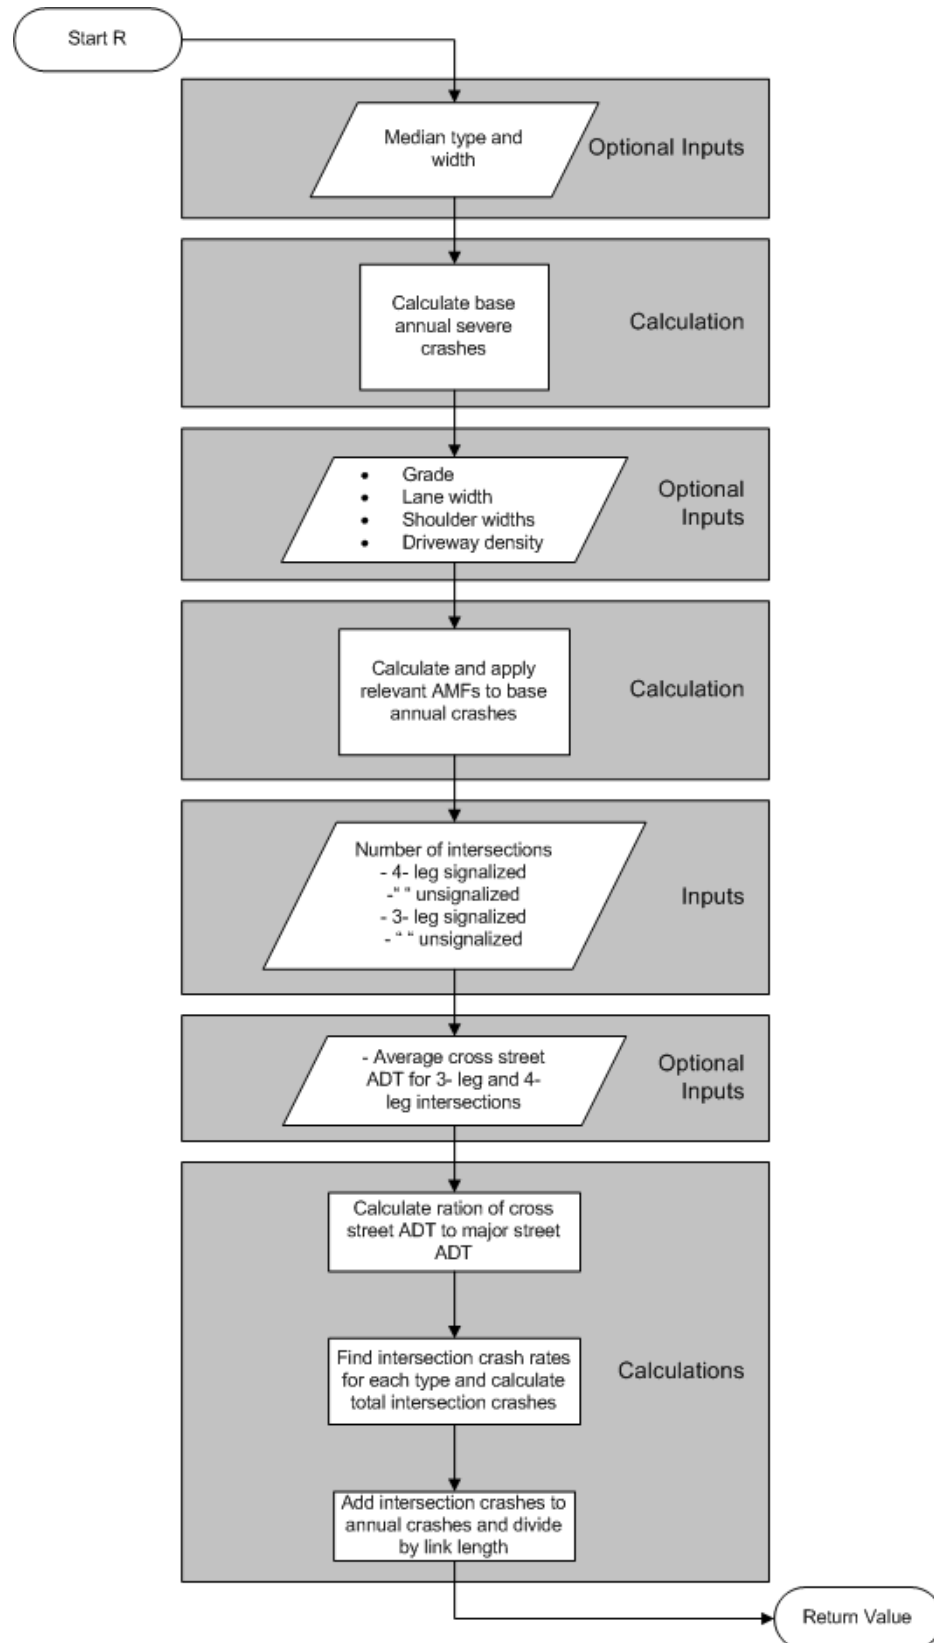 Start R
Median type and
width
Optional Inputs
Calculate base
annual severe
crashes
Calculation
• Grade
• Lane width
• Shoulder widths
• Driveway density
Optional
Inputs
Calculate and apply
relevant AMFs to base
annual crashes
Calculation
Number of intersections
- 4- leg signalized
-“ ” unsignalized
- 3- leg signalized
- “ “ unsignalized
Inputs
- Average cross street
ADT for 3- leg and 4-
leg intersections
Optional
Inputs
Calculate ration of cross
street ADT to major street
ADT
Find intersection crash rates
for each type and calculate
total intersection crashes
Calculations
Add intersection crashes to
annual crashes and divide
by link length
Return Value